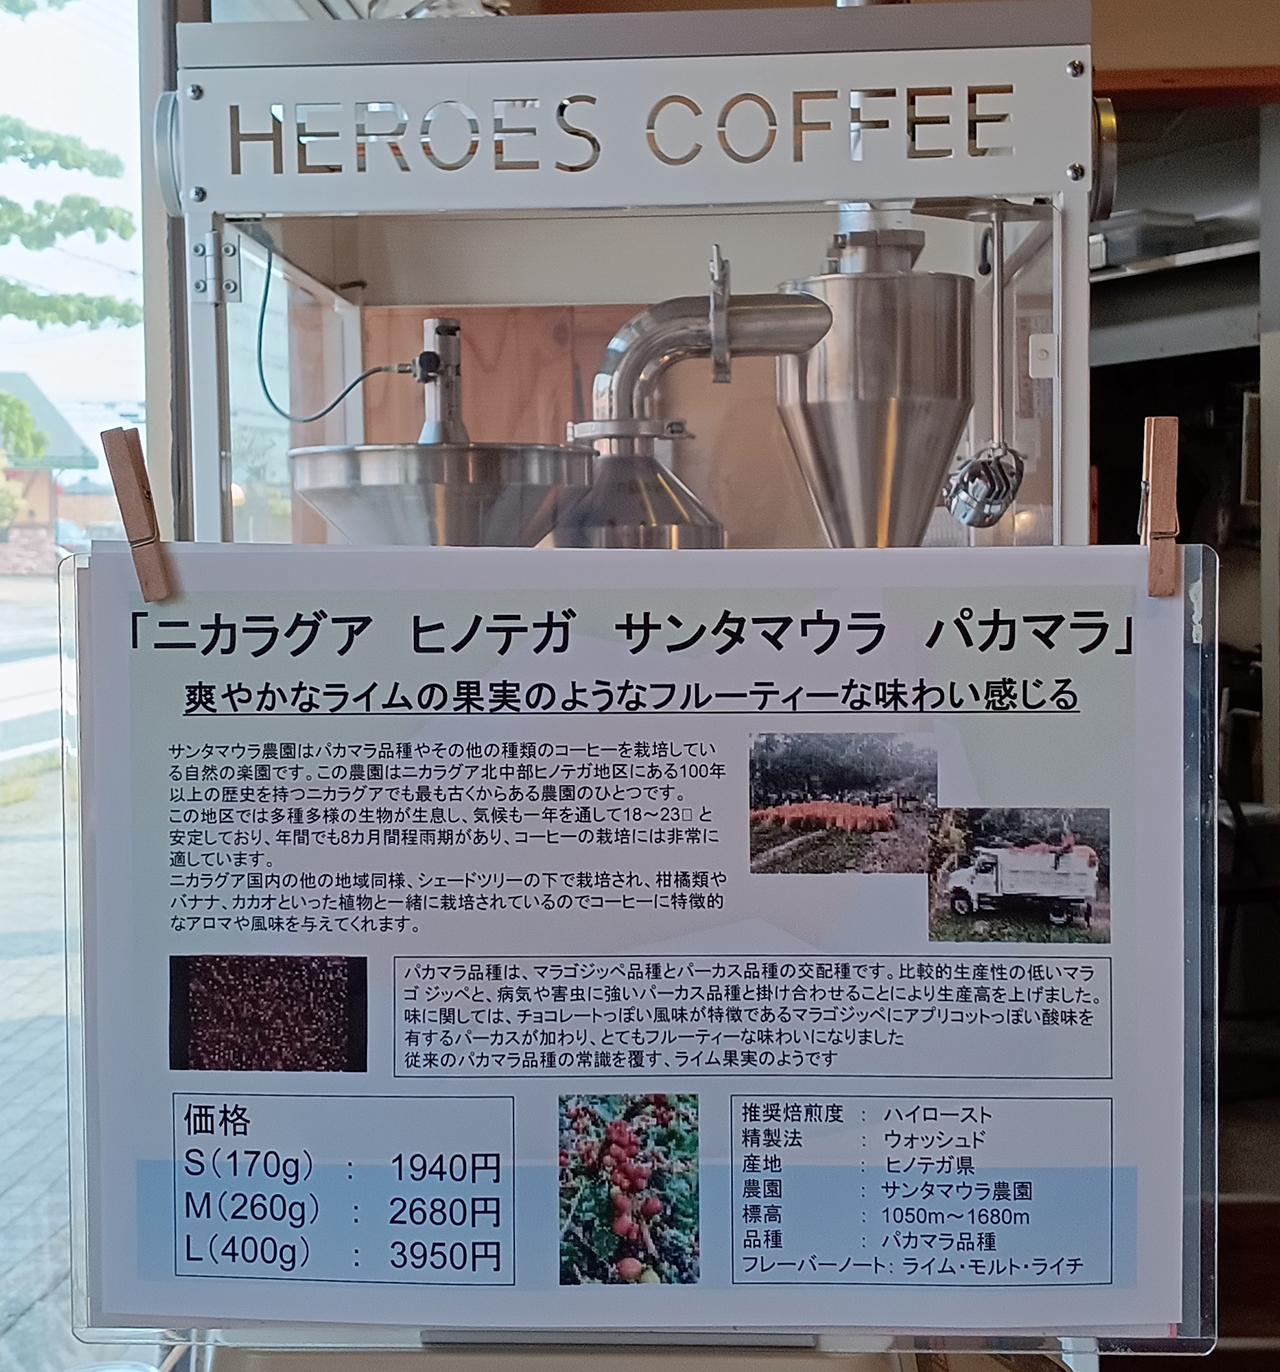 HEROES COFFEE
「ニカラグア　ヒノテガ　サンタマウラ　パカマラ」
爽やかなライムの果実のようなフルーティーな味わい感じる
サンタマウラ農園はパカマラ品種やその他の種類のコーヒーを栽培してい
る自然の楽園です。この農園はニカラグア北中部ヒノテガ地区にある100年
以上の歴史を持つニカラグアでも最も古くからある農園のひとつです。
この地区では多種多様の生物が生息し、気候も一年を通して18～23□ と
安定しており、年間でも8カ月間程雨期があり、コーヒーの栽培には非常に
適しています。
ニカラグア国内の他の地域同様、シェードツリーの下で栽培され、柑橘類や
バナナ、カカオといった植物と一緒に栽培されているのでコーヒーに特徴的
なアロマや風味を与えてくれます。
パカマラ品種は、マラゴジッペ品種とパーカス品種の交配種です。比較的生産性の低いマラ
ゴ ジッペと、病気や害虫に強いパーカス品種と掛け合わせることにより生産高を上げました。
味に関しては、チョコレートっぽい風味が特徴であるマラゴジッペにアプリコットっぽい酸味を
有するパーカスが加わり、とてもフルーティーな味わいになりました
従来のパカマラ品種の常識を覆す、ライム果実のようです
価格
S（170g） ： 1940円
M（260g） ： 2680円
L（400g） ： 3950円
推奨焙煎度 ： ハイロースト
精製法 ： ウォッシュド
産地 ： ヒノテガ県
農園 ： サンタマウラ農園
標高 ： 1050m～1680m
品種 ： パカマラ品種
フレーバーノート： ライム・モルト・ライチ